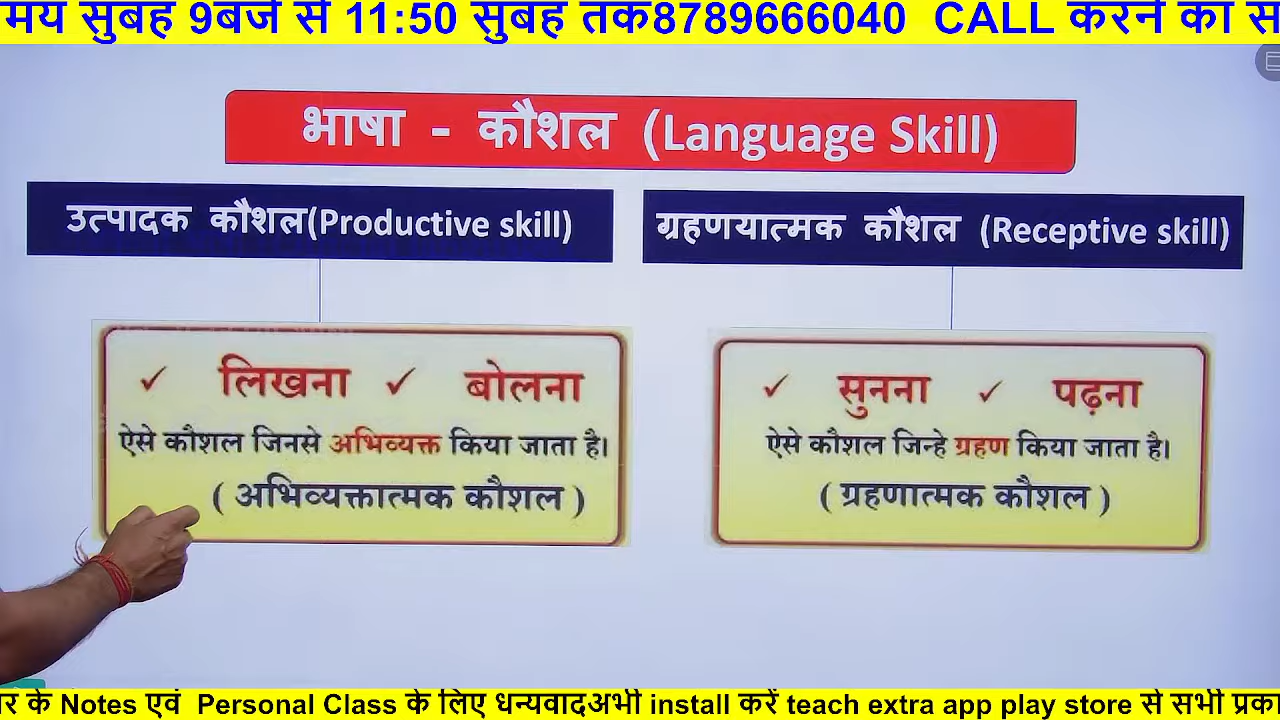 मय सुबह 9बजे से 11:50 सुबह तक8789666040 CALL करने का स
भाषा - कौशल (Language Skill)
उत्पादक कौशल(Productive skill)
ग्रहणयात्मक कौशल (Receptive skill)
✓ लिखना ✓ बोलना
ऐसे कौशल जिनसे अभिव्यक्त किया जाता है।
( अभिव्यक्तात्मक कौशल )
✓ सुनना ✓ पढ़ना
ऐसे कौशल जिन्हे ग्रहण किया जाता है।
( ग्रहणात्मक कौशल )
र के Notes एवं Personal Class के लिए धन्यवादअभी install करें teach extra app play store से सभी प्रका